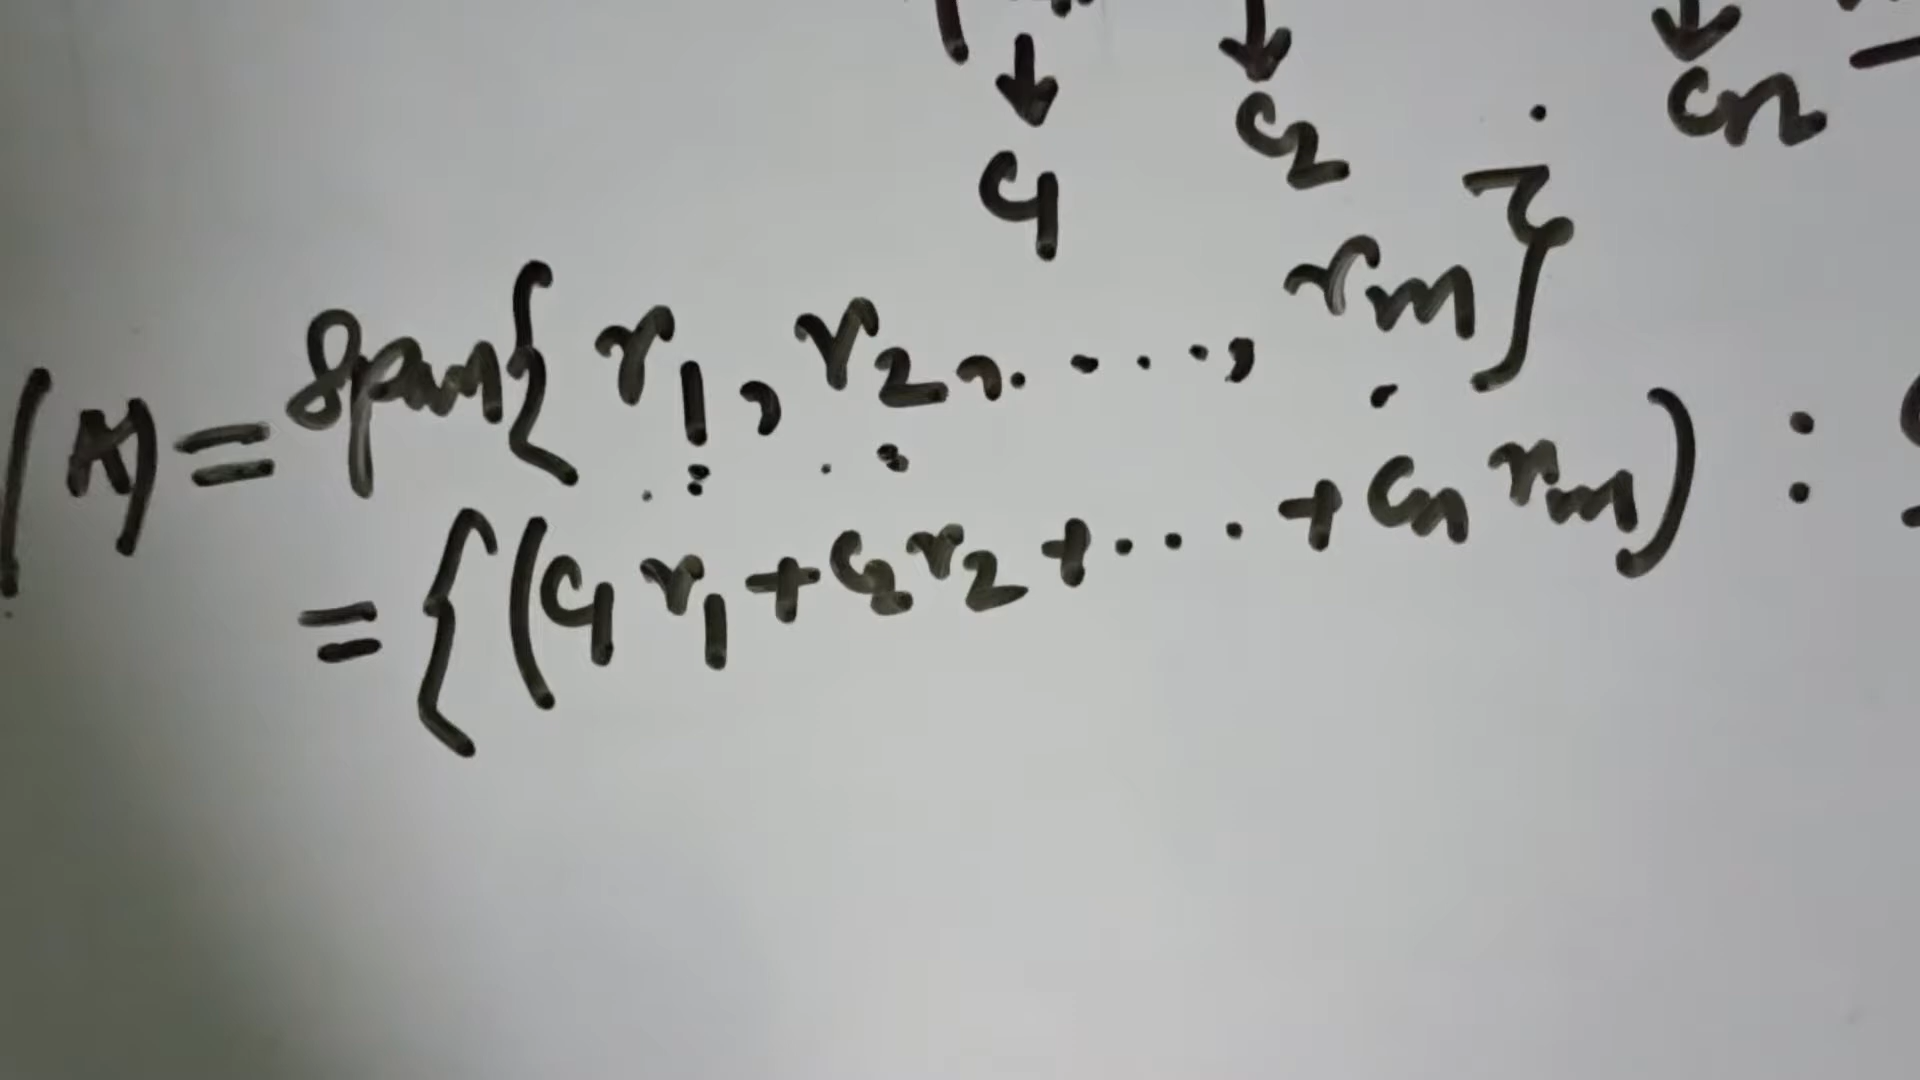 ↓ ↓ ↓
c₁ c₂ cn
(A) = span{ r₁, r₂, ...., rm }
= { (c₁ r₁ + c₂ r₂ + ... + cn rm) :